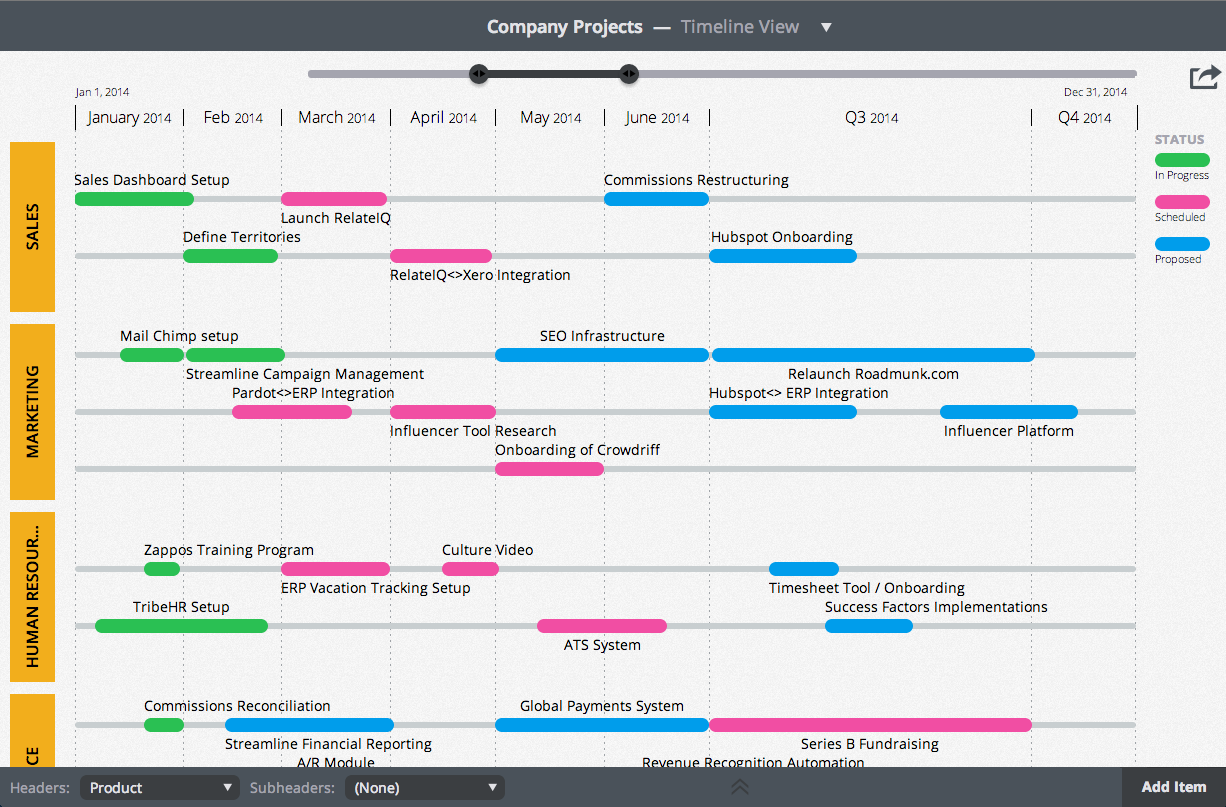 Company Projects — Timeline View ▼
Jan 1, 2014
Dec 31, 2014
January 2014
Feb 2014
March 2014
April 2014
May 2014
June 2014
Q3 2014
Q4 2014
STATUS
In Progress
Scheduled
Proposed
SALES
Sales Dashboard Setup
Commissions Restructuring
Launch RelateIQ
Define Territories
Hubspot Onboarding
RelateIQ<>Xero Integration
MARKETING
Mail Chimp setup
SEO Infrastructure
Streamline Campaign Management
Relaunch Roadmunk.com
Pardot<>ERP Integration
Hubspot<> ERP Integration
Influencer Tool Research
Influencer Platform
Onboarding of Crowdriff
HUMAN RESOUR...
Zappos Training Program
Culture Video
ERP Vacation Tracking Setup
Timesheet Tool / Onboarding
TribeHR Setup
Success Factors Implementations
ATS System
CE
Commissions Reconciliation
Global Payments System
Streamline Financial Reporting
Series B Fundraising
A/R Module
Revenue Recognition Automation
Headers: Product ▼ Subheaders: (None) ▼
Add Item